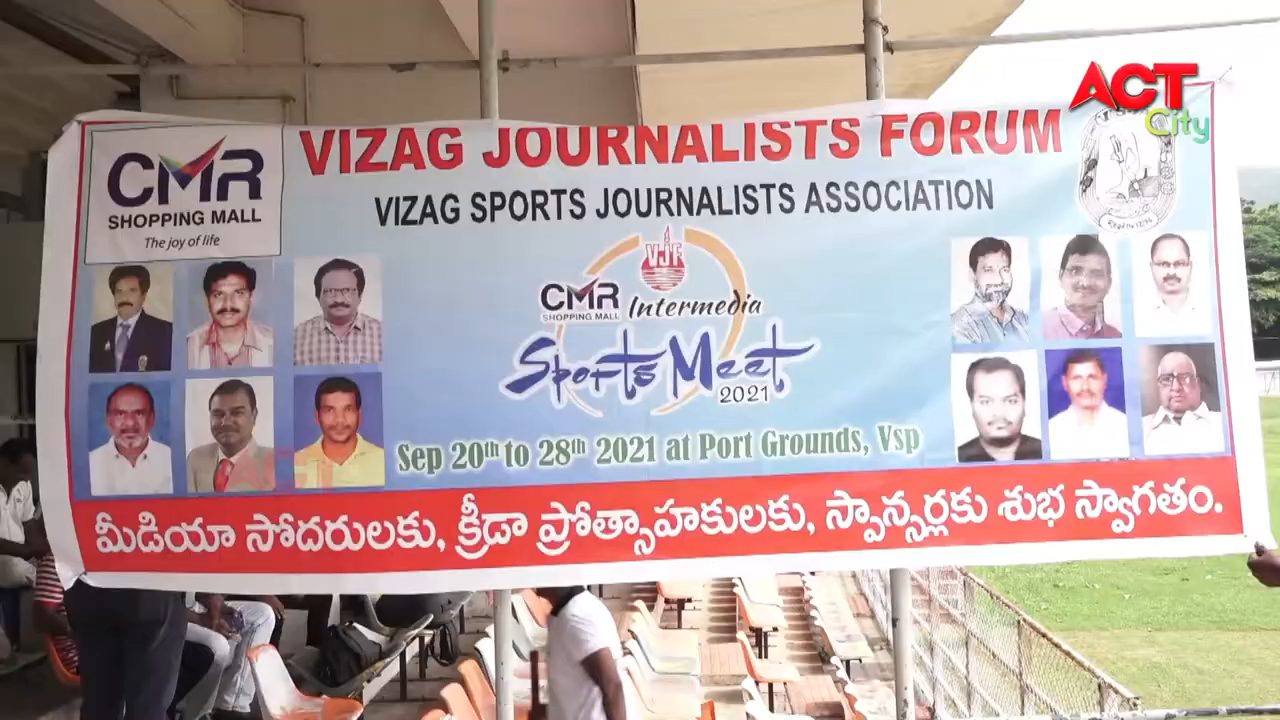 ACT
City
VIZAG JOURNALISTS FORUM
VIZAG SPORTS JOURNALISTS ASSOCIATION
CMR
SHOPPING MALL
The joy of life
VJF
CMR
SHOPPING MALL
Intermedia
Sports Meet
2021
Sep 20th to 28th 2021 at Port Grounds, Vsp
మీడియా సోదరులకు, క్రీడా ప్రోత్సాహకులకు, స్పాన్సర్లకు శుభ స్వాగతం.